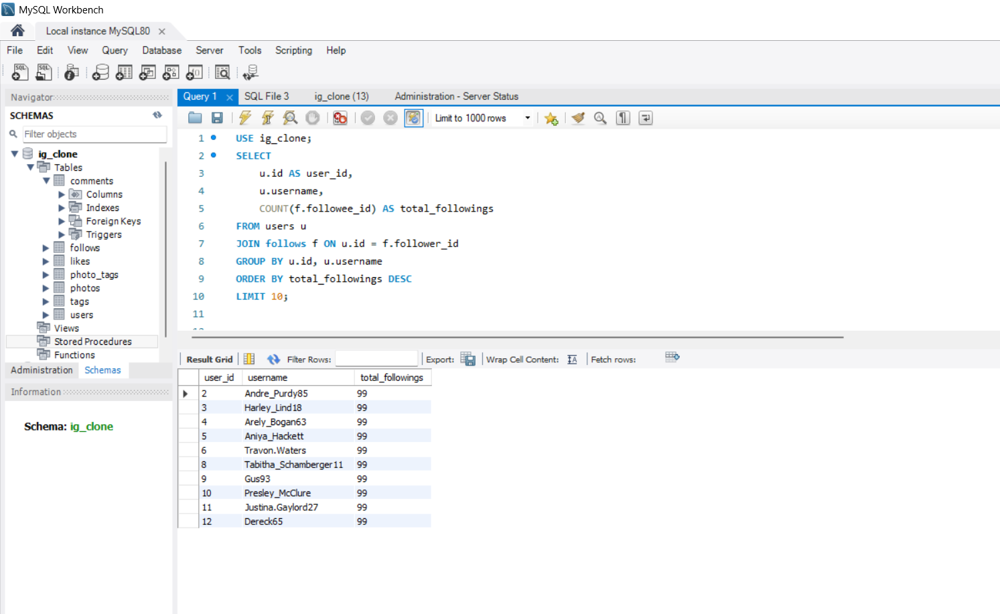 MySQL Workbench
Local instance MySQL80
File Edit View Query Database Server Tools Scripting Help
SQL SQL
Navigator
SCHEMAS
Filter objects
ig_clone
Tables
comments
Columns
Indexes
Foreign Keys
Triggers
follows
likes
photo_tags
photos
tags
users
Views
Stored Procedures
Functions
Administration Schemas
Information
Schema: ig_clone
Query 1 SQL File 3 ig_clone (13) Administration - Server Status
Limit to 1000 rows
1 USE ig_clone;
2 SELECT
3 u.id AS user_id,
4 u.username,
5 COUNT(f.followee_id) AS total_followings
6 FROM users u
7 JOIN follows f ON u.id = f.follower_id
8 GROUP BY u.id, u.username
9 ORDER BY total_followings DESC
10 LIMIT 10;
11
Result Grid Filter Rows: Export: Wrap Cell Content: Fetch rows:
user_id username total_followings
2 Andre_Purdy85 99
3 Harley_Lind18 99
4 Arely_Bogan63 99
5 Aniya_Hackett 99
6 Travon.Waters 99
8 Tabitha_Schamberger11 99
9 Gus93 99
10 Presley_McClure 99
11 Justina.Gaylord27 99
12 Dereck65 99